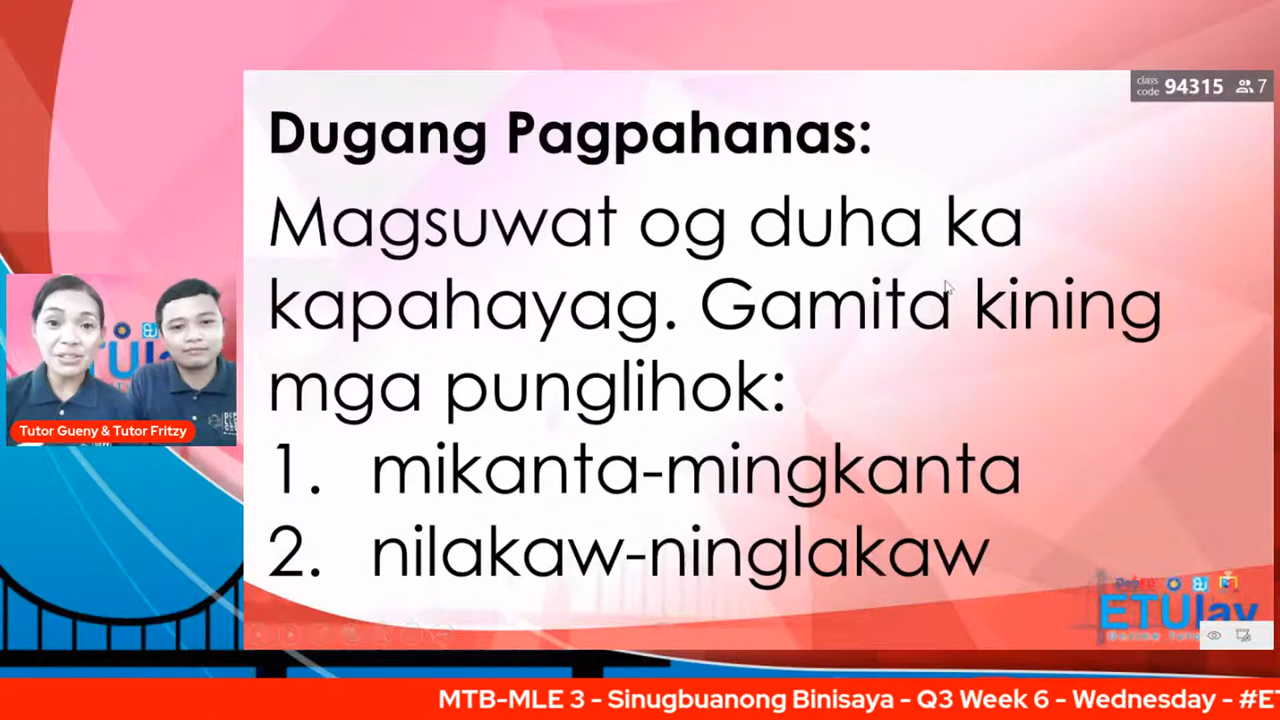 class code 94315 7
Dugang Pagpahanas:
Magsuwat og duha ka
kapahayag. Gamita kining
mga punglihok:
1. mikanta-mingkanta
2. nilakaw-ninglakaw
Tutor Gueny & Tutor Fritzy
ETUlay
MTB-MLE 3 - Sinugbuanong Binisaya - Q3 Week 6 - Wednesday - #E